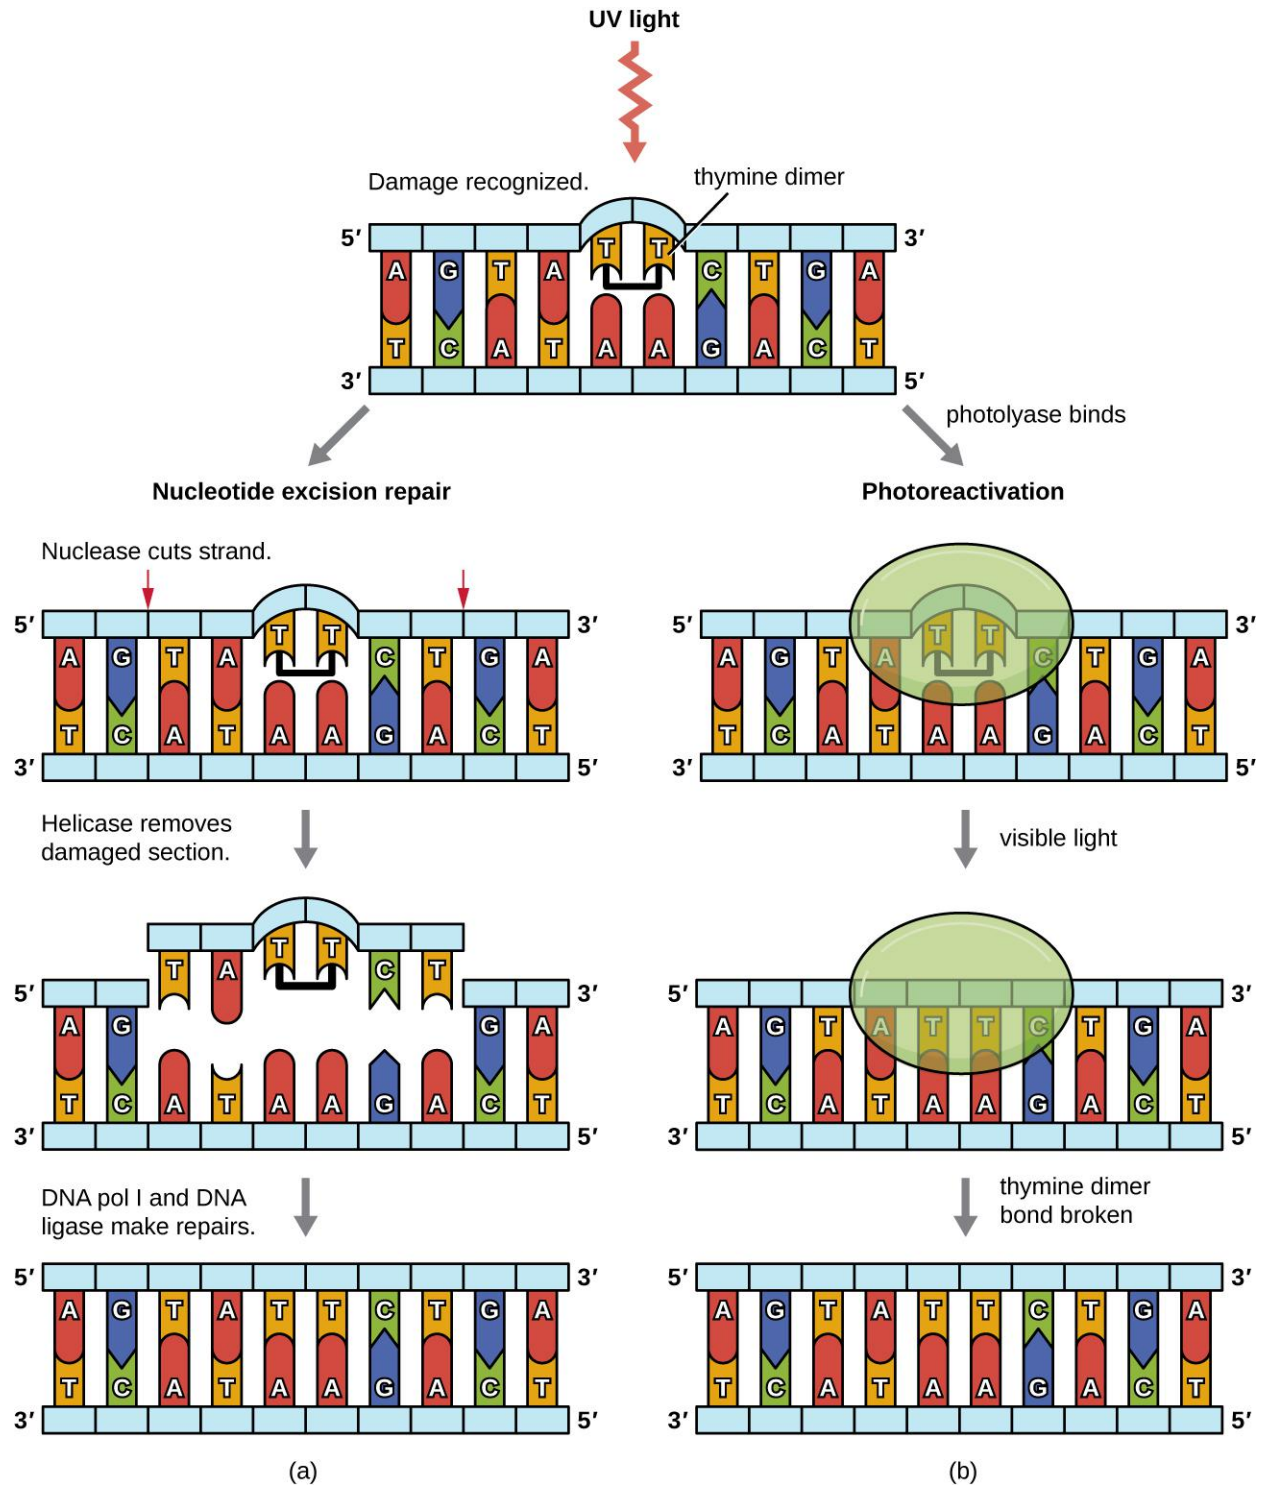 UV light
Damage recognized.
thymine dimer
5′ 3′
A G T A T T C T G A
T C A T A A G A C T
3′ 5′
photolyase binds
Nucleotide excision repair
Nuclease cuts strand.
5′ 3′
A G T A T T C T G A
T C A T A A G A C T
3′ 5′
Helicase removes
damaged section.
T A T T C T
5′ 3′
A G G A
T C A T A A G A C T
3′ 5′
DNA pol I and DNA
ligase make repairs.
5′ 3′
A G T A T T C T G A
T C A T A A G A C T
3′ 5′
(a)
Photoreactivation
5′ 3′
A G T A T T C T G A
T C A T A A G A C T
3′ 5′
visible light
5′ 3′
A G T A T T C T G A
T C A T A A G A C T
3′ 5′
thymine dimer
bond broken
5′ 3′
A G T A T T C T G A
T C A T A A G A C T
3′ 5′
(b)